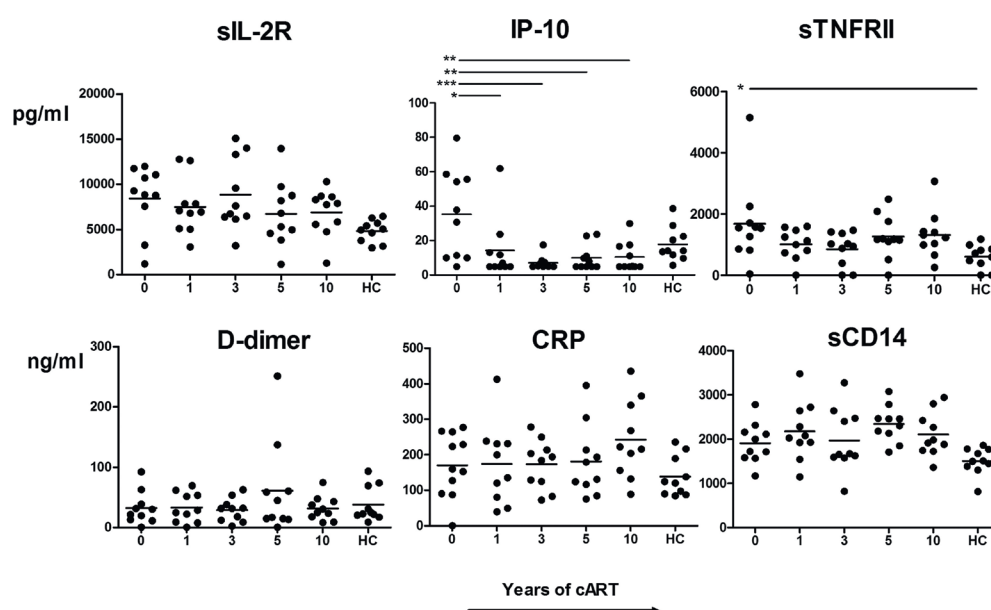 sIL-2R
IP-10
sTNFRII
pg/ml
20000
15000
10000
5000
0
0 1 3 5 10 HC
**
**
***
*
100
80
60
40
20
0
0 1 3 5 10 HC
*
6000
4000
2000
0
0 1 3 5 10 HC
D-dimer
CRP
sCD14
ng/ml
300
200
100
0
0 1 3 5 10 HC
500
400
300
200
100
0
0 1 3 5 10 HC
4000
3000
2000
1000
0
0 1 3 5 10 HC
Years of cART